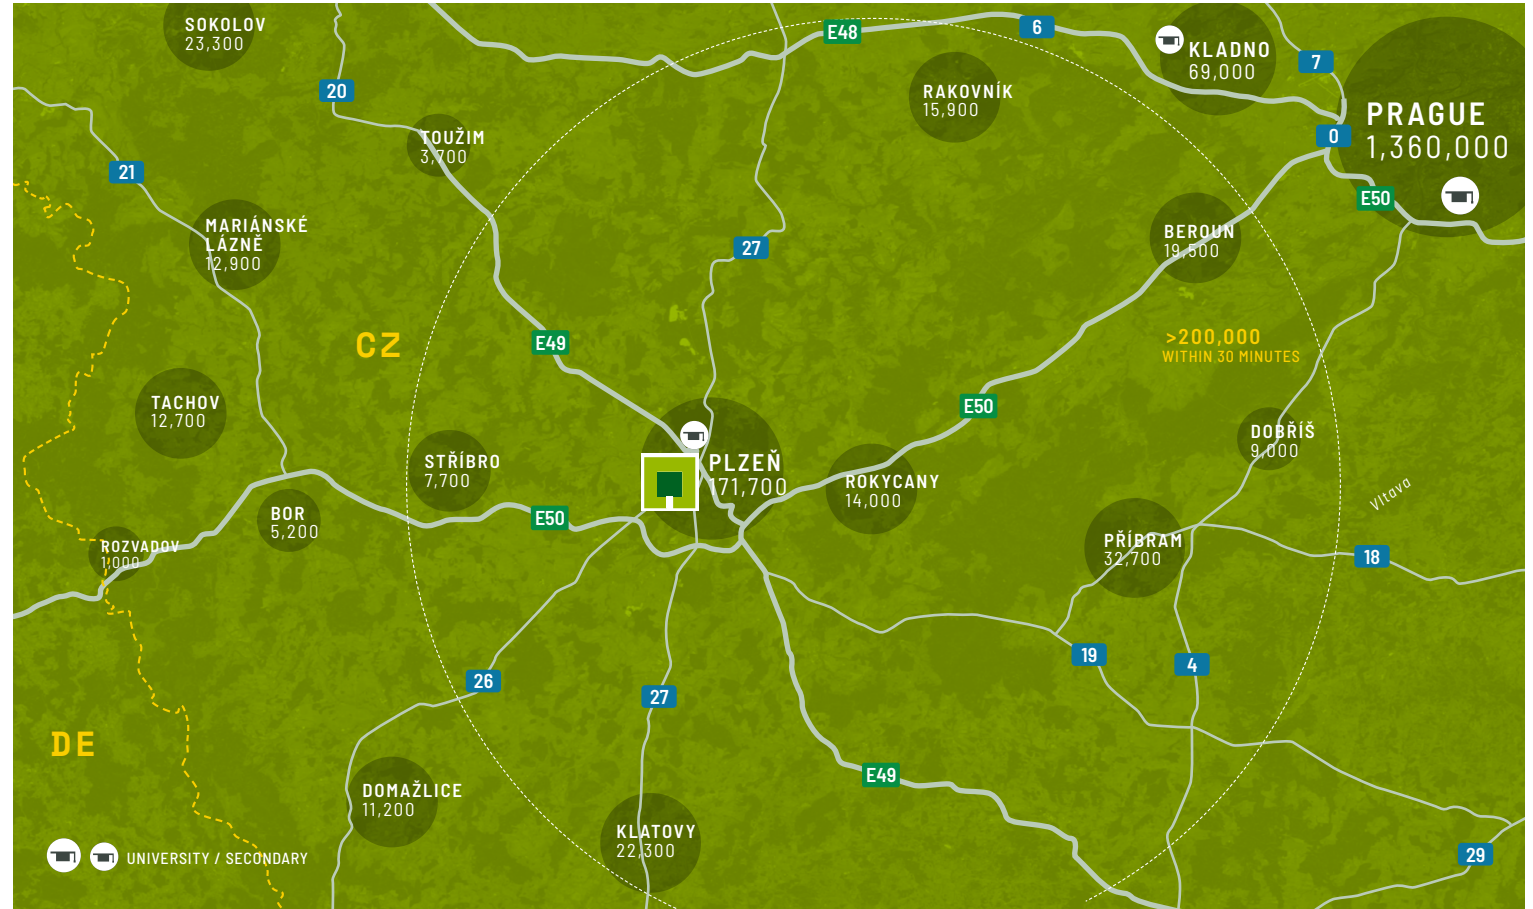 SOKOLOV
23,300
E48
6
KLADNO
69,000
7
20
RAKOVNÍK
15,900
PRAGUE
1,360,000
0
TOUŽIM
3,700
21
E50
MARIÁNSKÉ
LÁZNĚ
12,900
27
BEROUN
19,500
CZ
E49
>200,000
WITHIN 30 MINUTES
TACHOV
12,700
E50
DOBŘÍŠ
9,000
STŘÍBRO
7,700
PLZEŇ
171,700
ROKYCANY
14,000
Vltava
BOR
5,200
E50
ROZVADOV
1,000
PŘÍBRAM
32,700
18
19
4
26
27
DE
E49
DOMAŽLICE
11,200
KLATOVY
22,300
29
UNIVERSITY / SECONDARY